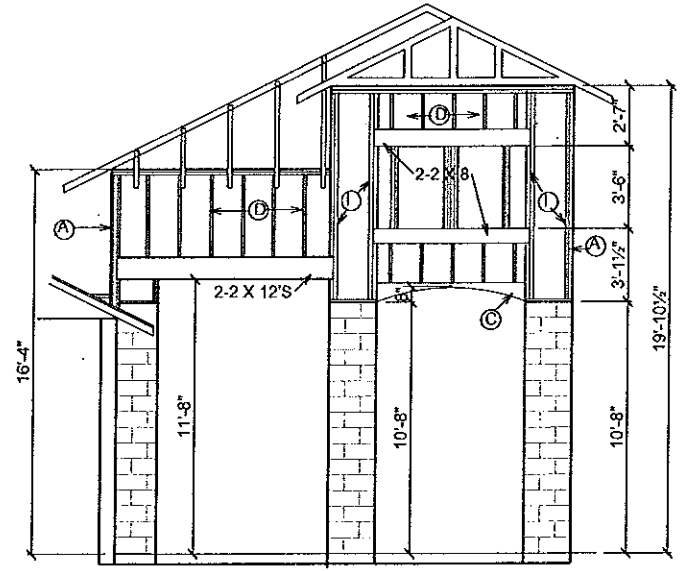 D
2'-7"
2-2 X 8
I
I
3'-6"
A
D
A
3'-1½"
2-2 X 12'S
8"
C
16'-4"
11'-8"
10'-8"
10'-8"
19'-10½"